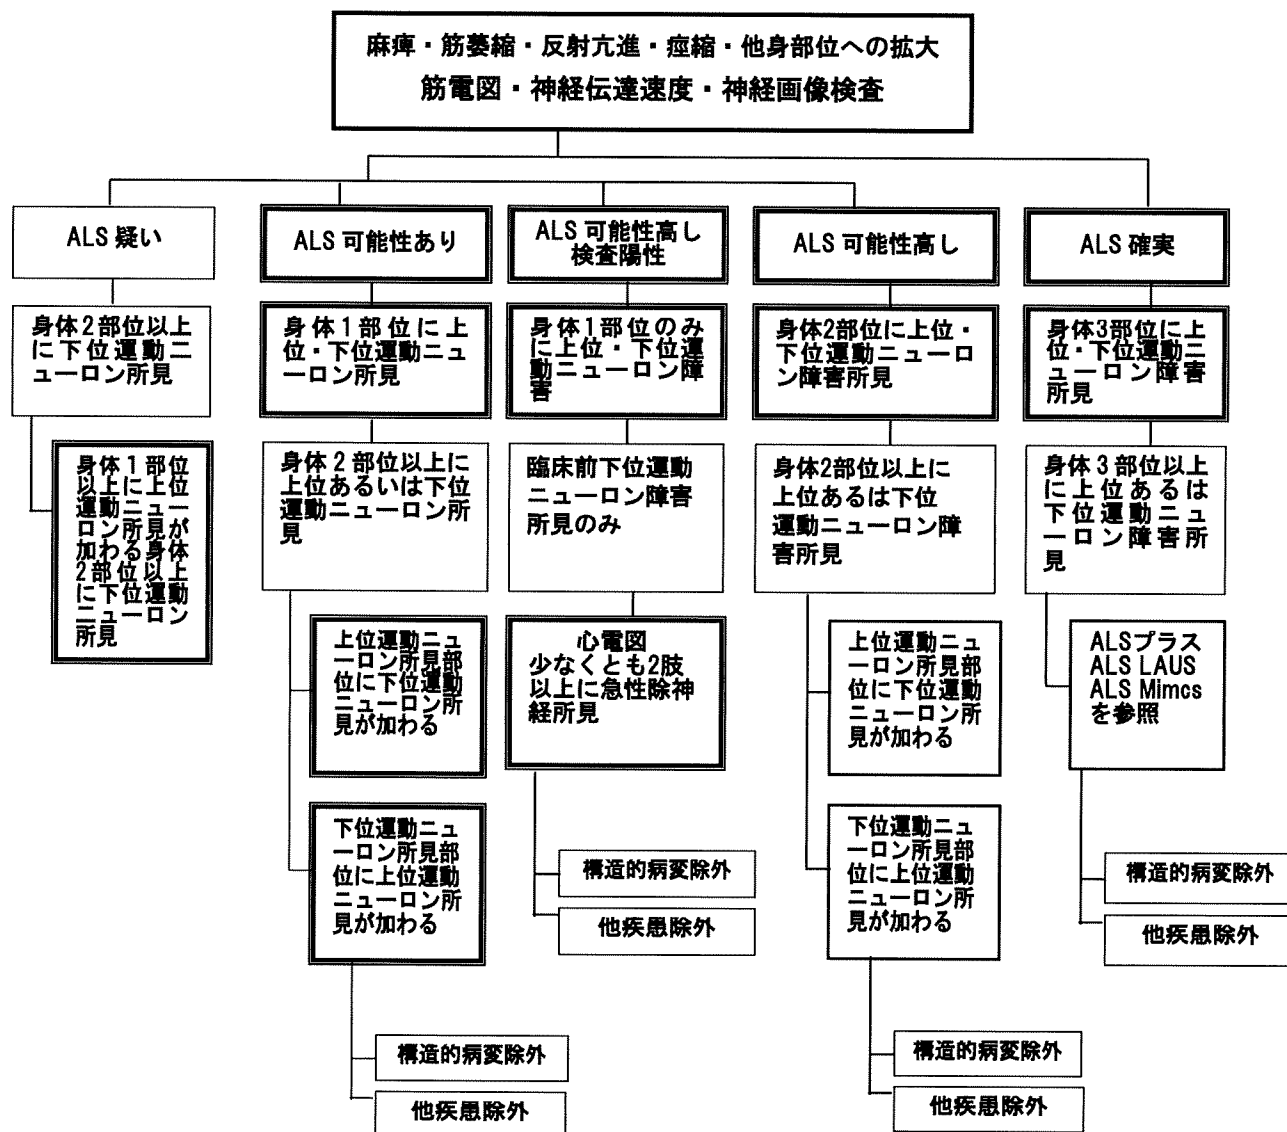 麻痺・筋萎縮・反射亢進・痙縮・他身部位への拡大
筋電図・神経伝達速度・神経画像検査
ALS 疑い
身体2部位以上
に下位運動ニ
ューロン所見
身体1部位
以上に上位
運動ニュー
ロン所見が
加わる身体
2部位以上
に下位運動
ニューロン
所見
ALS 可能性あり
身体1部位に上
位・下位運動ニュ
ーロン所見
身体2部位以上に
上位あるいは下位
運動ニューロン所
見
上位運動ニュ
ーロン所見部
位に下位運動
ニューロン所
見が加わる
下位運動ニュ
ーロン所見部
位に上位運動
ニューロン所
見が加わる
構造的病変除外
他疾患除外
ALS 可能性高し
検査陽性
身体1部位のみ
に上位・下位運
動ニューロン障
害
臨床前下位運動
ニューロン障害
所見のみ
心電図
少なくとも2肢
以上に急性除神
経所見
構造的病変除外
他疾患除外
ALS 可能性高し
身体2部位に上位・
下位運動ニューロ
ン障害所見
身体2部位以上に
上位あるは下位
運動ニューロン障
害所見
上位運動ニュ
ーロン所見部
位に下位運動
ニューロン所
見が加わる
下位運動ニュ
ーロン所見部
位に上位運動
ニューロン所
見が加わる
構造的病変除外
他疾患除外
ALS 確実
身体3部位に上
位・下位運動ニ
ューロン障害
所見
身体3部位以上
に上位あるは
下位運動ニュ
ーロン障害所
見
ALSプラス
ALS LAUS
ALS Mimcs
を参照
構造的病変除外
他疾患除外